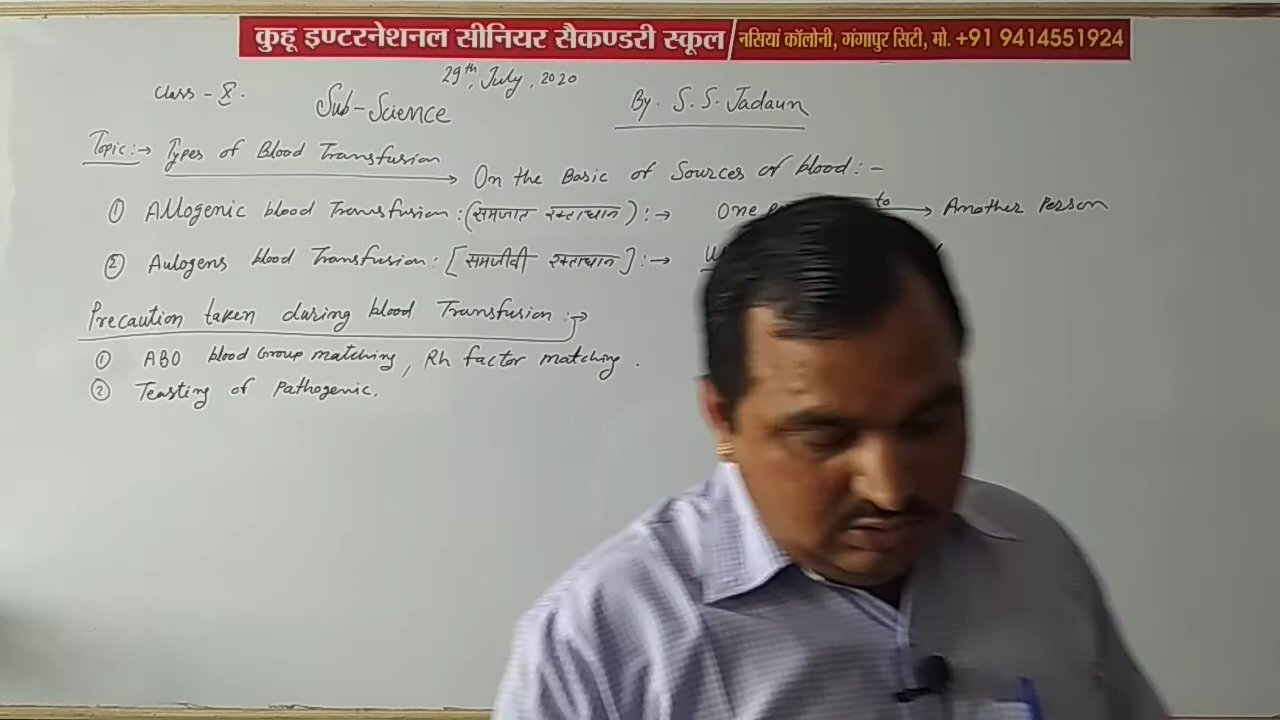 कुहू इण्टरनेशनल सीनियर सैकण्डरी स्कूल / नसियां कॉलोनी, गंगापुर सिटी, मो. +91 9414551924
29th, July, 2020
Class - X.
Sub-Science
By. S.S. Jadaun
Topic:→ Types of Blood Transfusion → On the Basic of Sources of blood:-
① Allogenic blood Transfusion:(समजात रक्ताधान):→ One to → Another Person
② Aulogens blood Transfusion:[समजीवी रक्ताधान]:→
Precaution taken during blood Transfusion:→
① ABO blood Group matching, Rh factor matching.
② Teasting of Pathogenic.